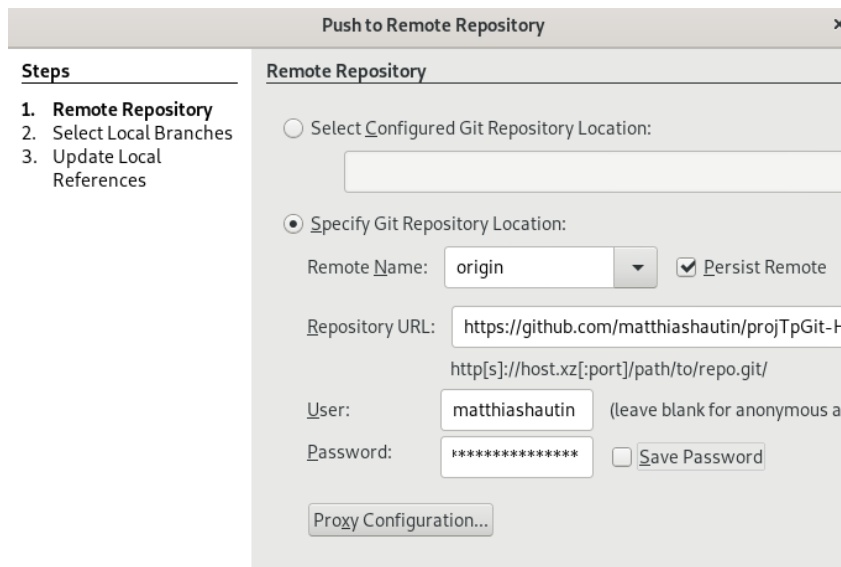 Push to Remote Repository
Steps
1. Remote Repository
2. Select Local Branches
3. Update Local
References
Remote Repository
Select Configured Git Repository Location:
Specify Git Repository Location:
Remote Name: origin Persist Remote
Repository URL: https://github.com/matthiashautin/projTpGit-H
http[s]://host.xz[:port]/path/to/repo.git/
User: matthiashautin (leave blank for anonymous a
Password: *************** Save Password
Proxy Configuration...